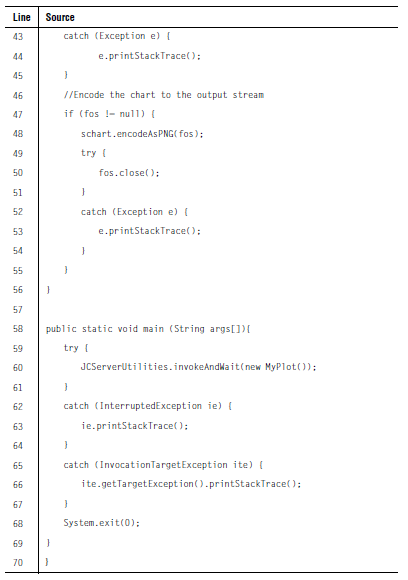 Line Source
43 catch (Exception e) {
44 e.printStackTrace();
45 }
46 //Encode the chart to the output stream
47 if (fos != null) {
48 schart.encodeAsPNG(fos);
49 try {
50 fos.close();
51 }
52 catch (Exception e) {
53 e.printStackTrace();
54 }
55 }
56 }
57
58 public static void main (String args[]){
59 try {
60 JCServerUtilities.invokeAndWait(new MyPlot());
61 }
62 catch (InterruptedException ie) {
63 ie.printStackTrace();
64 }
65 catch (InvocationTargetException ite) {
66 ite.getTargetException().printStackTrace();
67 }
68 System.exit(0);
69 }
70 }